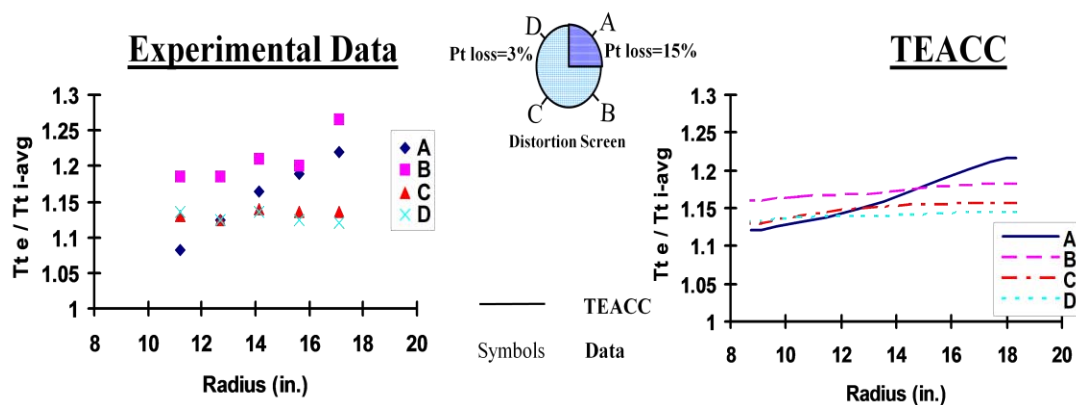 Experimental Data
D A
Pt loss=3% Pt loss=15%
C B
Distortion Screen
TEACC
Tt e / Tt i-avg
1.3
1.25
1.2
1.15
1.1
1.05
1
8 10 12 14 16 18 20
Radius (in.)
A
B
C
D
TEACC
Symbols Data
Tt e / Tt i-avg
1.3
1.25
1.2
1.15
1.1
1.05
1
8 10 12 14 16 18 20
Radius (in.)
A
B
C
D